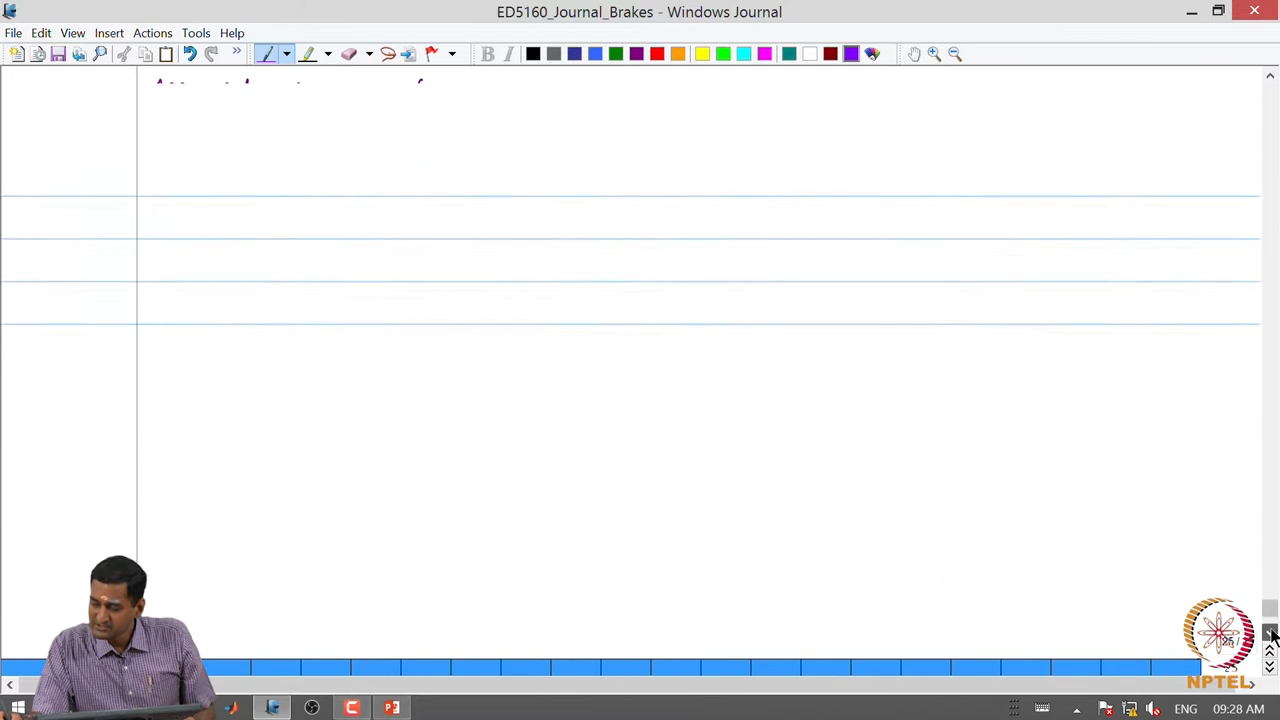 ED5160_Journal_Brakes - Windows Journal
File Edit View Insert Actions Tools Help
NPTEL
ENG 09:28 AM